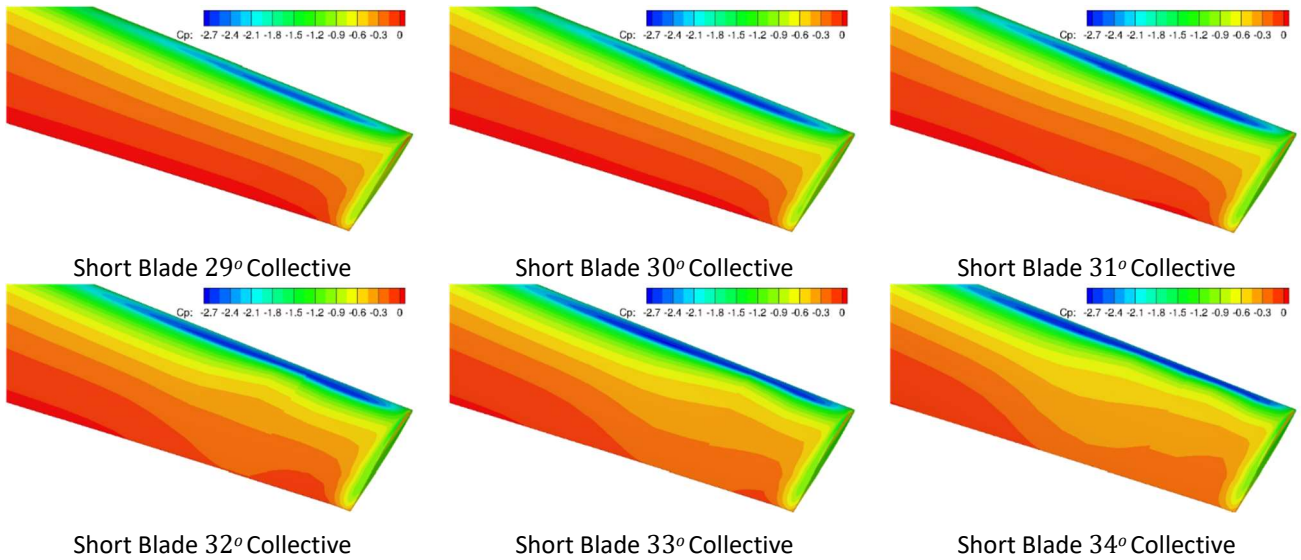 Cp: -2.7 -2.4 -2.1 -1.8 -1.5 -1.2 -0.9 -0.6 -0.3 0
Cp: -2.7 -2.4 -2.1 -1.8 -1.5 -1.2 -0.9 -0.6 -0.3 0
Cp: -2.7 -2.4 -2.1 -1.8 -1.5 -1.2 -0.9 -0.6 -0.3 0
Short Blade 29° Collective
Short Blade 30° Collective
Short Blade 31° Collective
Cp: -2.7 -2.4 -2.1 -1.8 -1.5 -1.2 -0.9 -0.6 -0.3 0
Cp: -2.7 -2.4 -2.1 -1.8 -1.5 -1.2 -0.9 -0.6 -0.3 0
Cp: -2.7 -2.4 -2.1 -1.8 -1.5 -1.2 -0.9 -0.6 -0.3 0
Short Blade 32° Collective
Short Blade 33° Collective
Short Blade 34° Collective